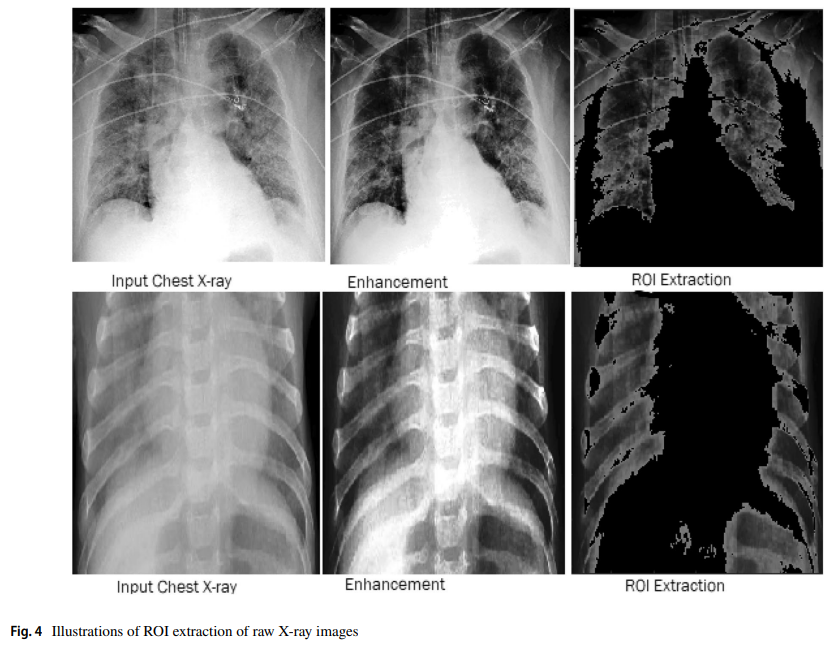 Input Chest X-ray
Enhancement
ROI Extraction
Input Chest X-ray
Enhancement
ROI Extraction
Fig. 4 Illustrations of ROI extraction of raw X-ray images